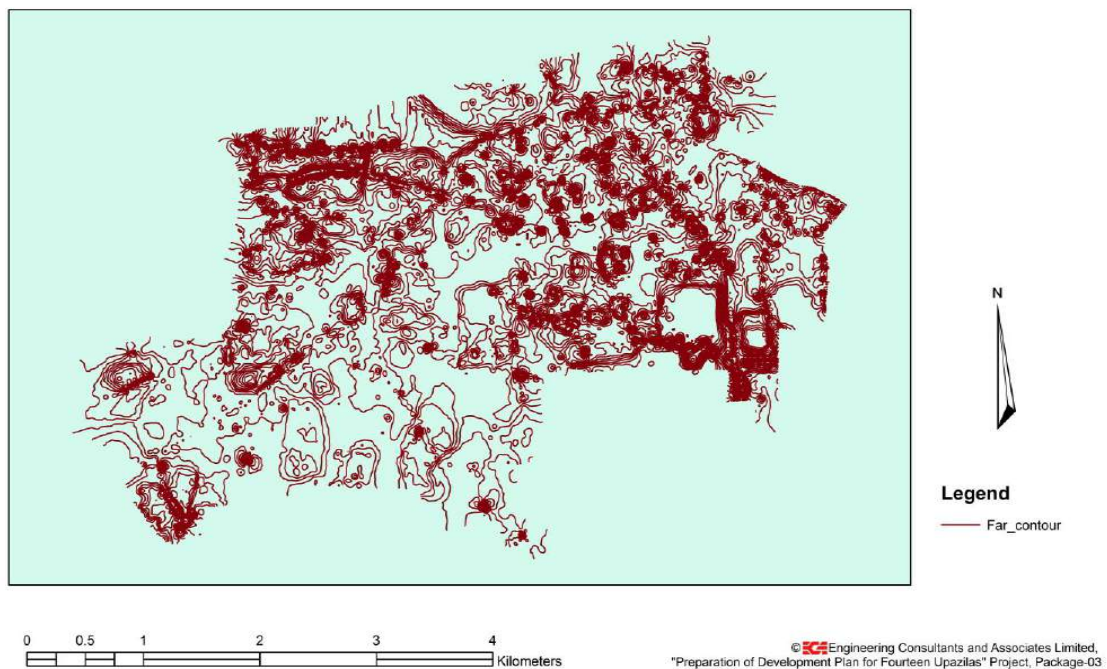 N
Legend
Far_contour
0 0.5 1 2 3 4
Kilometers
© ECE Engineering Consultants and Associates Limited,
"Preparation of Development Plan for Fourteen Upazilas" Project, Package-03